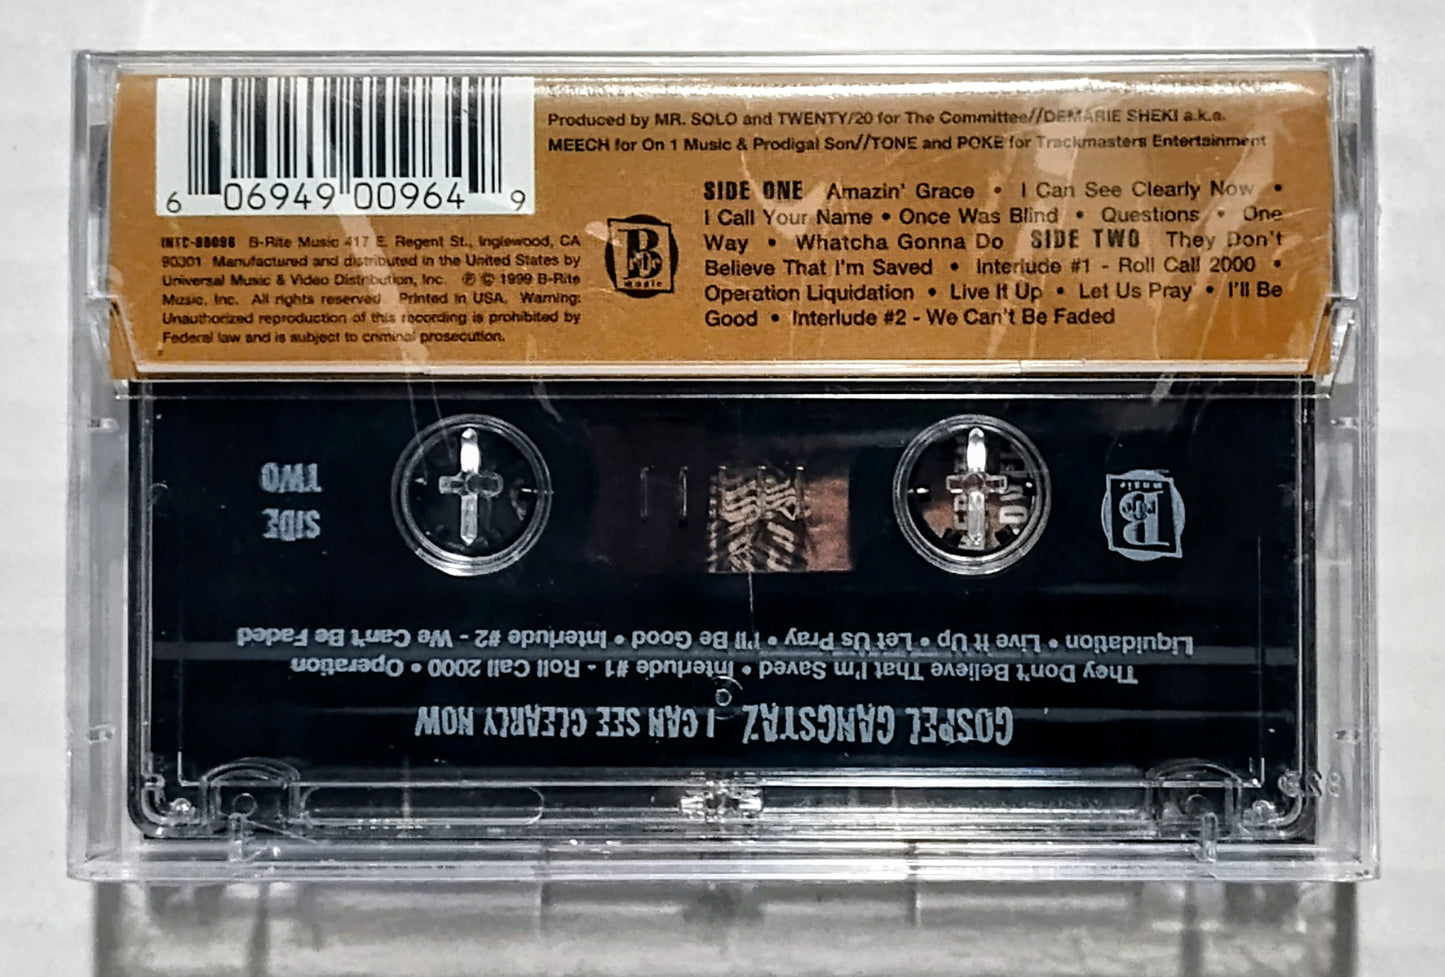 6 06949 00964 9
Produced by MR. SOLO and TWENTY/20 for The Committee//DEMARIE SHEKI a.k.a.
MEECH for On 1 Music & Prodigal Son//TONE and POKE for Trackmasters Entertainment
SIDE ONE Amazin' Grace • I Can See Clearly Now •
I Call Your Name • Once Was Blind • Questions • One
Way • Whatcha Gonna Do SIDE TWO They Don't
Believe That I'm Saved • Interlude #1 - Roll Call 2000 •
Operation Liquidation • Live It Up • Let Us Pray • I'll Be
Good • Interlude #2 - We Can't Be Faded
B-Rite Music 417 E. Regent St., Inglewood, CA
90301 Manufactured and distributed in the United States by
Universal Music & Video Distribution, Inc. ℗ © 1999 B-Rite
Music, Inc. All rights reserved Printed in USA. Warning:
Unauthorized reproduction of this recording is prohibited by
Federal law and is subject to criminal prosecution.
B
rite
music
GOSPEL GANGSTAZ I CAN SEE CLEARLY NOW
They Don't Believe That I'm Saved • Interlude #1 - Roll Call 2000 • Operation
Liquidation • Live It Up • Let Us Pray • I'll Be Good • Interlude #2 - We Can't Be Faded
B
rite
music
SIDE
TWO